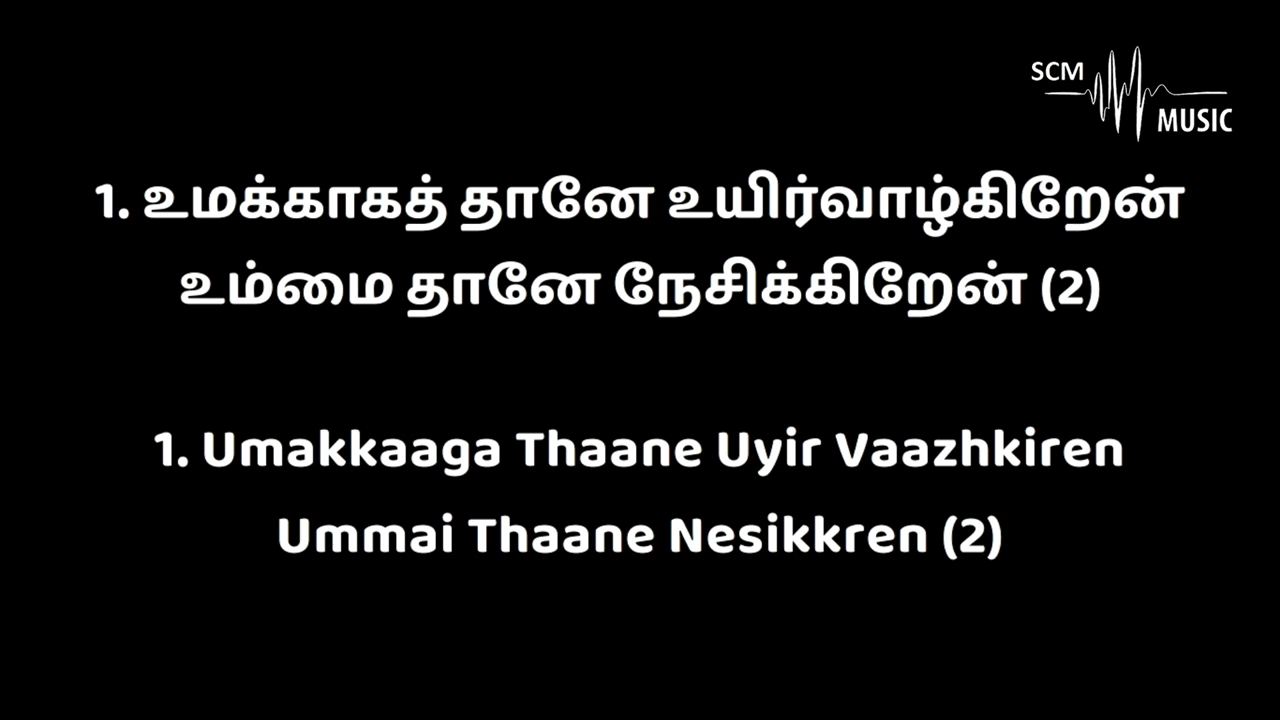 SCM
MUSIC
1. உமக்காகத் தானே உயிர்வாழ்கிறேன்
உம்மை தானே நேசிக்கிறேன் (2)
1. Umakkaaga Thaane Uyir Vaazhkiren
Ummai Thaane Nesikkren (2)